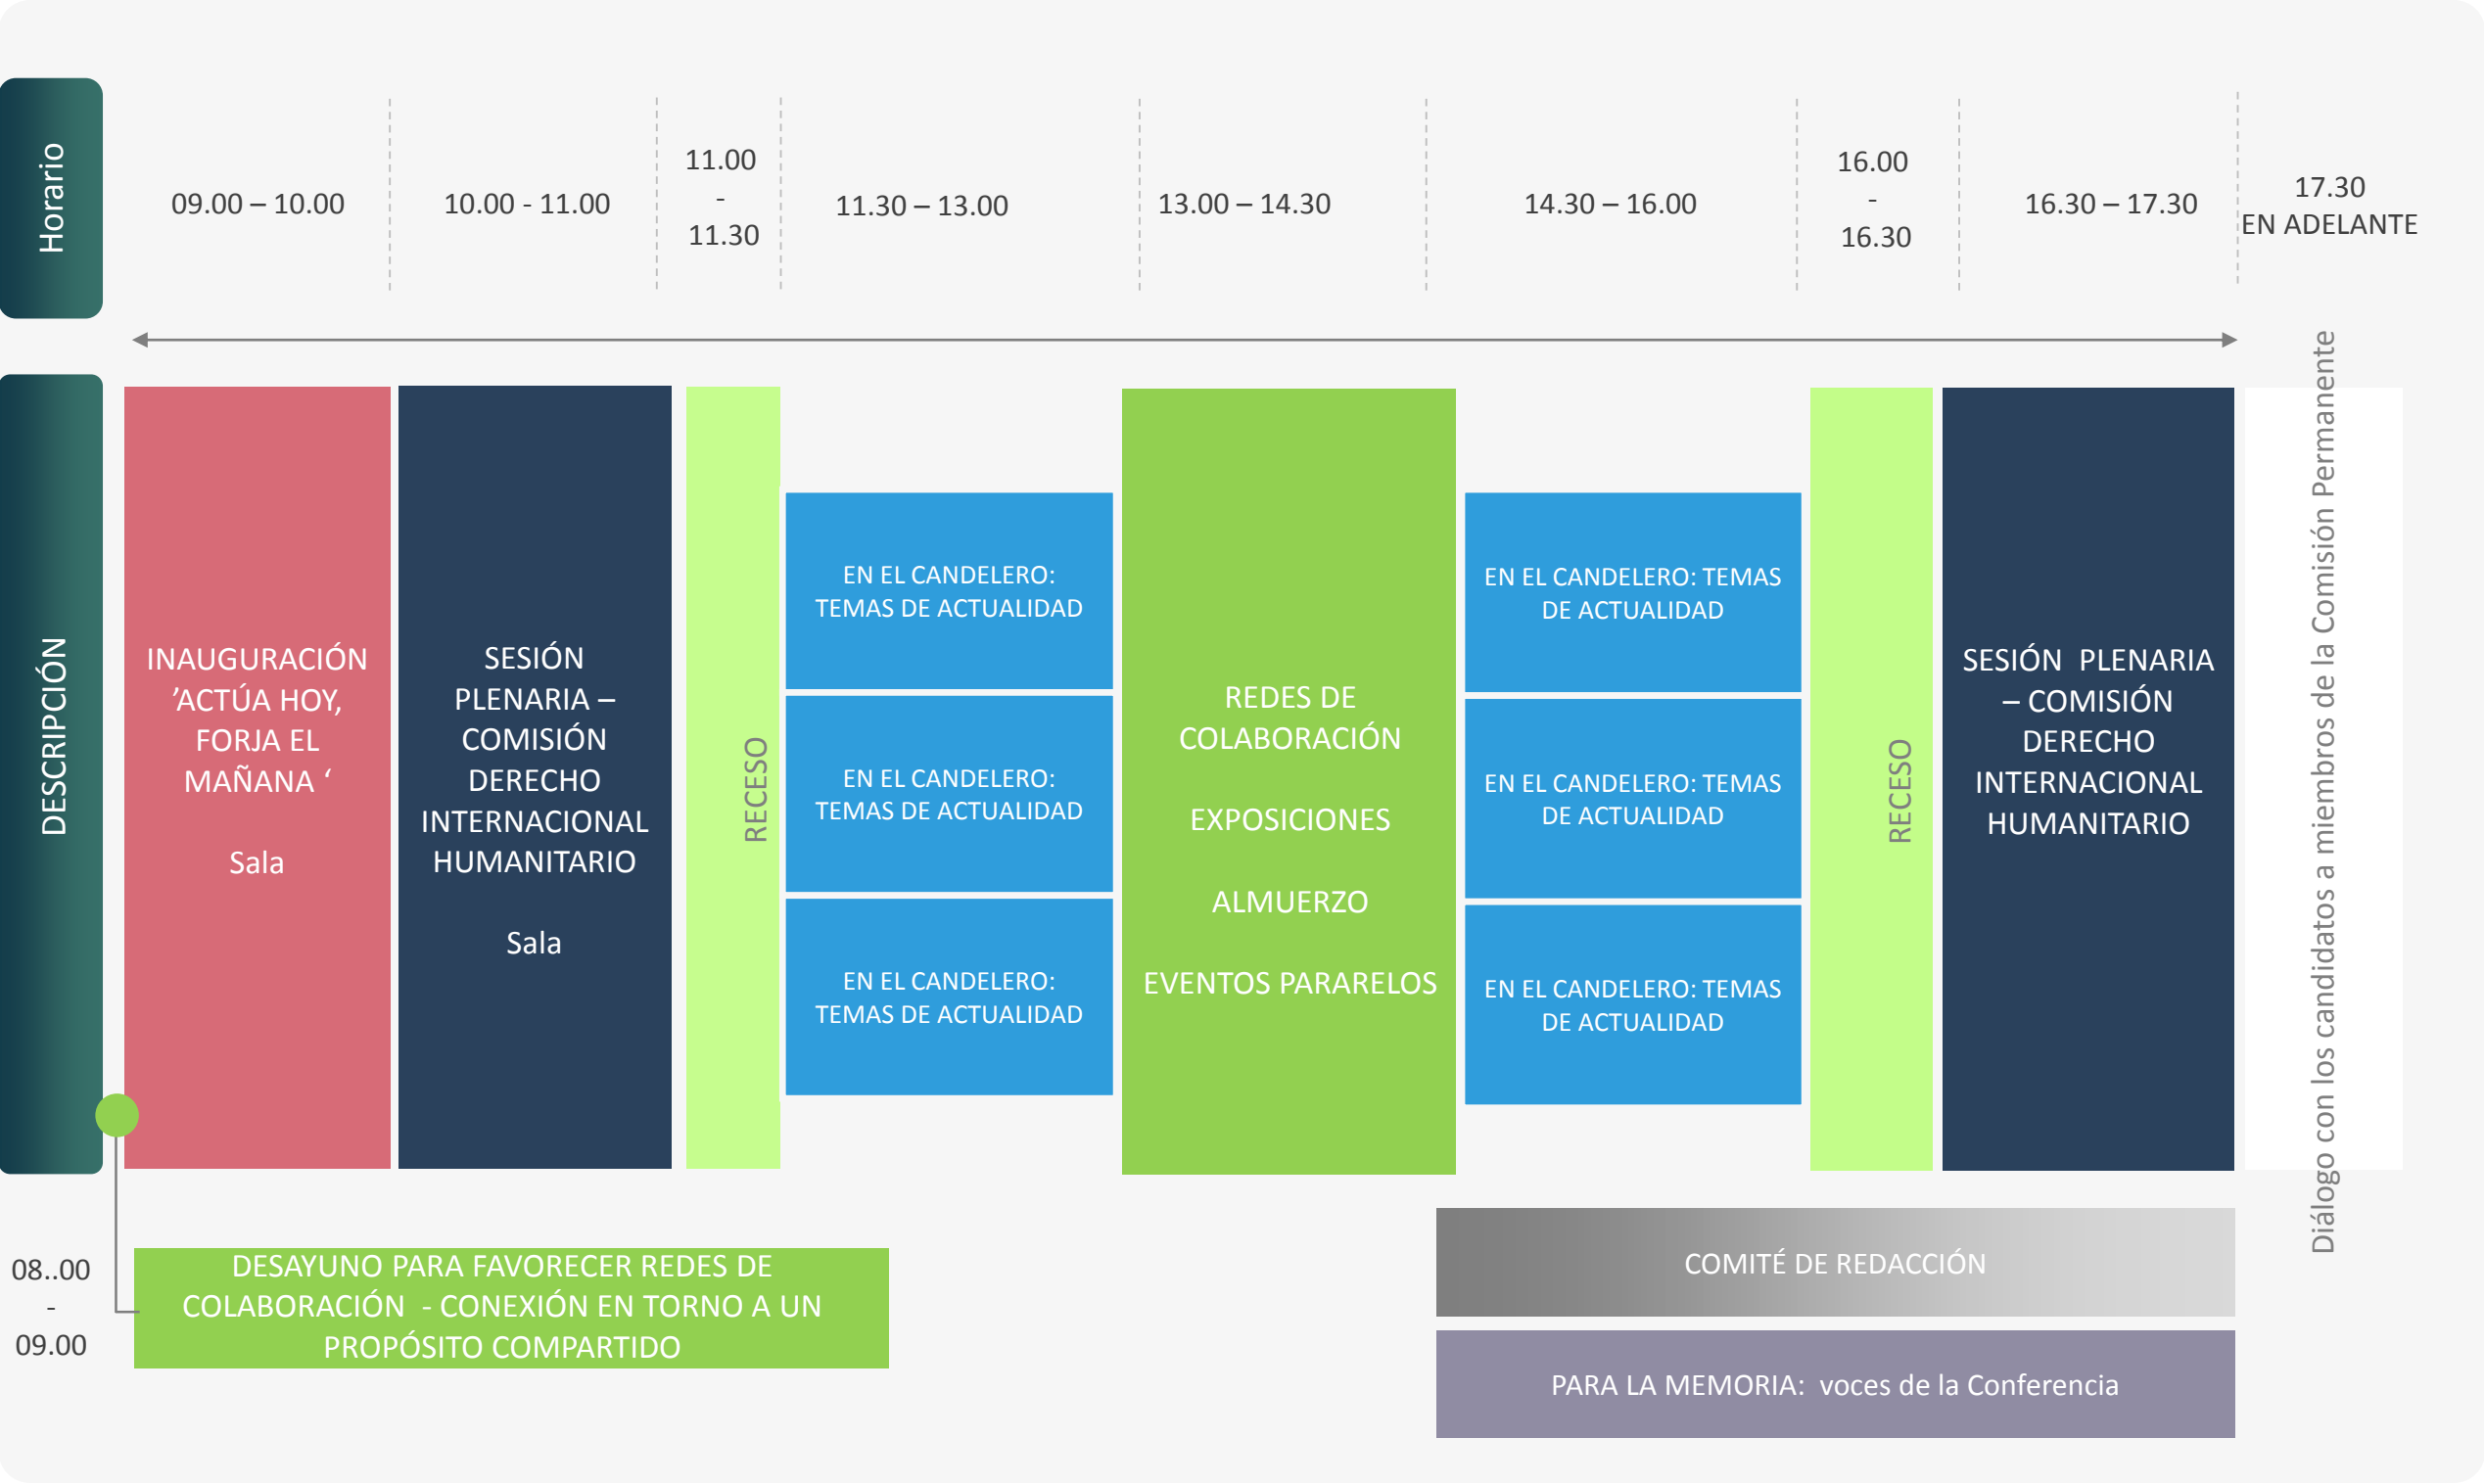 Horario
09.00 – 10.00
10.00 - 11.00
11.00
-
11.30
11.30 – 13.00
13.00 – 14.30
14.30 – 16.00
16.00
-
16.30
16.30 – 17.30
17.30
EN ADELANTE
DESCRIPCIÓN
INAUGURACIÓN
’ACTÚA HOY,
FORJA EL
MAÑANA ‘
Sala
SESIÓN
PLENARIA –
COMISIÓN
DERECHO
INTERNACIONAL
HUMANITARIO
Sala
RECESO
EN EL CANDELERO:
TEMAS DE ACTUALIDAD
EN EL CANDELERO:
TEMAS DE ACTUALIDAD
EN EL CANDELERO:
TEMAS DE ACTUALIDAD
REDES DE
COLABORACIÓN
EXPOSICIONES
ALMUERZO
EVENTOS PARARELOS
EN EL CANDELERO: TEMAS
DE ACTUALIDAD
EN EL CANDELERO: TEMAS
DE ACTUALIDAD
EN EL CANDELERO: TEMAS
DE ACTUALIDAD
RECESO
SESIÓN  PLENARIA
– COMISIÓN
DERECHO
INTERNACIONAL
HUMANITARIO
Diálogo con los candidatos a miembros de la Comisión Permanente
08..00
-
09.00
DESAYUNO PARA FAVORECER REDES DE
COLABORACIÓN  - CONEXIÓN EN TORNO A UN
PROPÓSITO COMPARTIDO
COMITÉ DE REDACCIÓN
PARA LA MEMORIA:  voces de la Conferencia